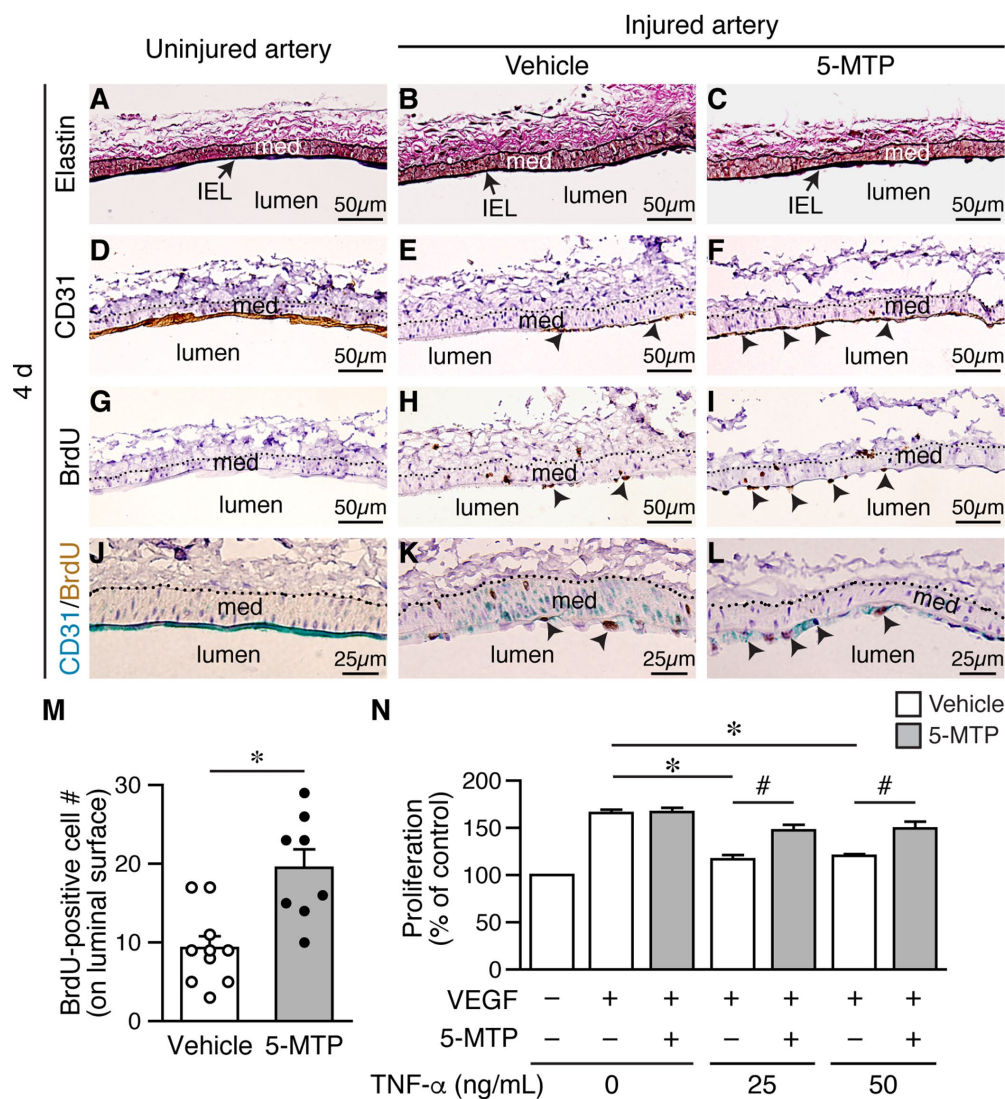 Uninjured artery
Injured artery
Vehicle
5-MTP
4 d
Elastin
A
med
IEL
lumen
50µm
B
med
IEL
lumen
50µm
C
med
IEL
lumen
50µm
CD31
D
med
lumen
50µm
E
med
lumen
50µm
F
med
lumen
50µm
BrdU
G
med
lumen
50µm
H
med
lumen
50µm
I
med
lumen
50µm
CD31/BrdU
J
med
lumen
25µm
K
med
lumen
25µm
L
med
lumen
25µm
M
BrdU-positive cell #
(on luminal surface)
30
20
10
0
*
Vehicle 5-MTP
N
Vehicle
5-MTP
Proliferation
(% of control)
200
150
100
50
0
*
*
# #
VEGF – + + + + + +
5-MTP – – + – + – +
TNF-α (ng/mL) 0 25 50